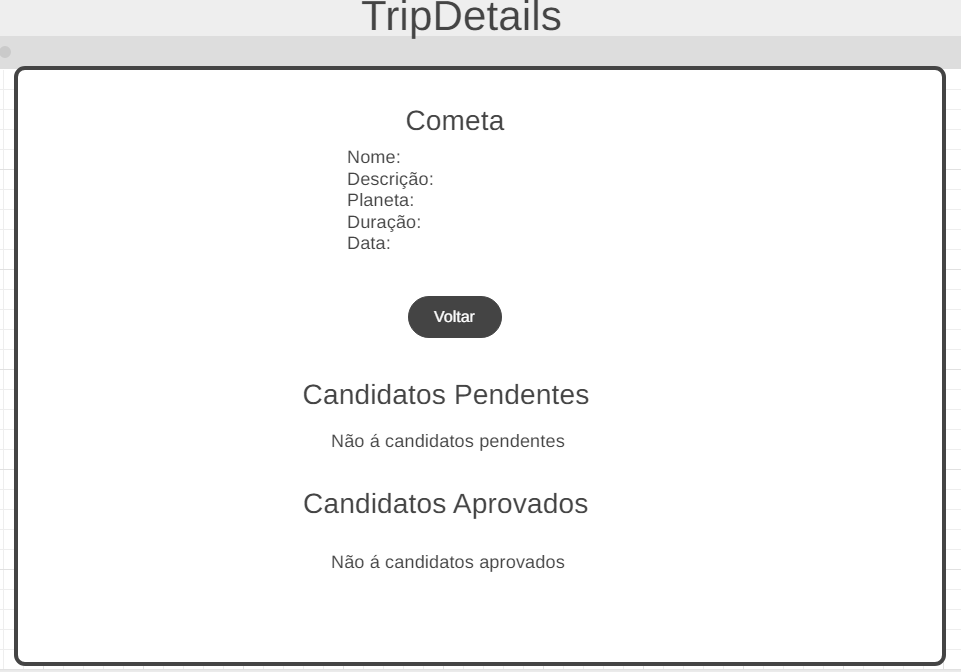 TripDetails
Cometa
Nome:
Descrição:
Planeta:
Duração:
Data:
Voltar
Candidatos Pendentes
Não á candidatos pendentes
Candidatos Aprovados
Não á candidatos aprovados